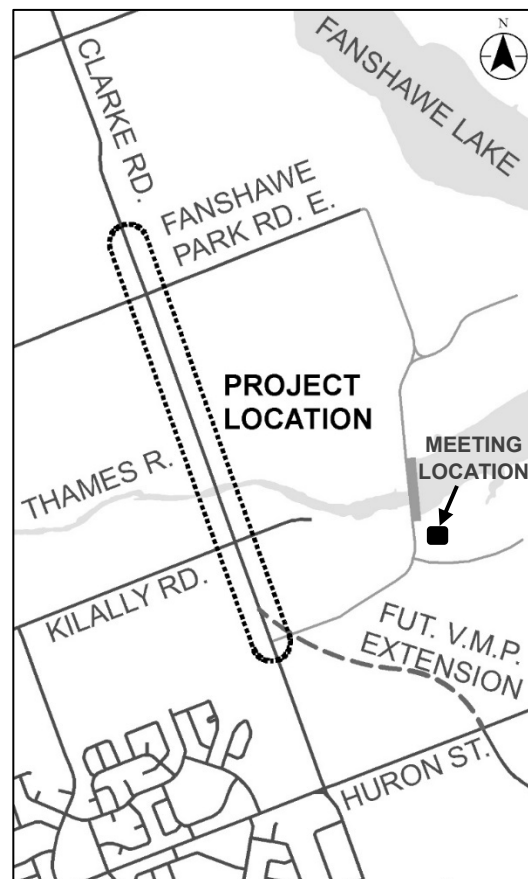 N
CLARKE RD.
FANSHAWE LAKE
FANSHAWE
PARK RD. E.
PROJECT
LOCATION
THAMES R.
MEETING
LOCATION
KILALLY RD.
FUT. V.M.P.
EXTENSION
HURON ST.